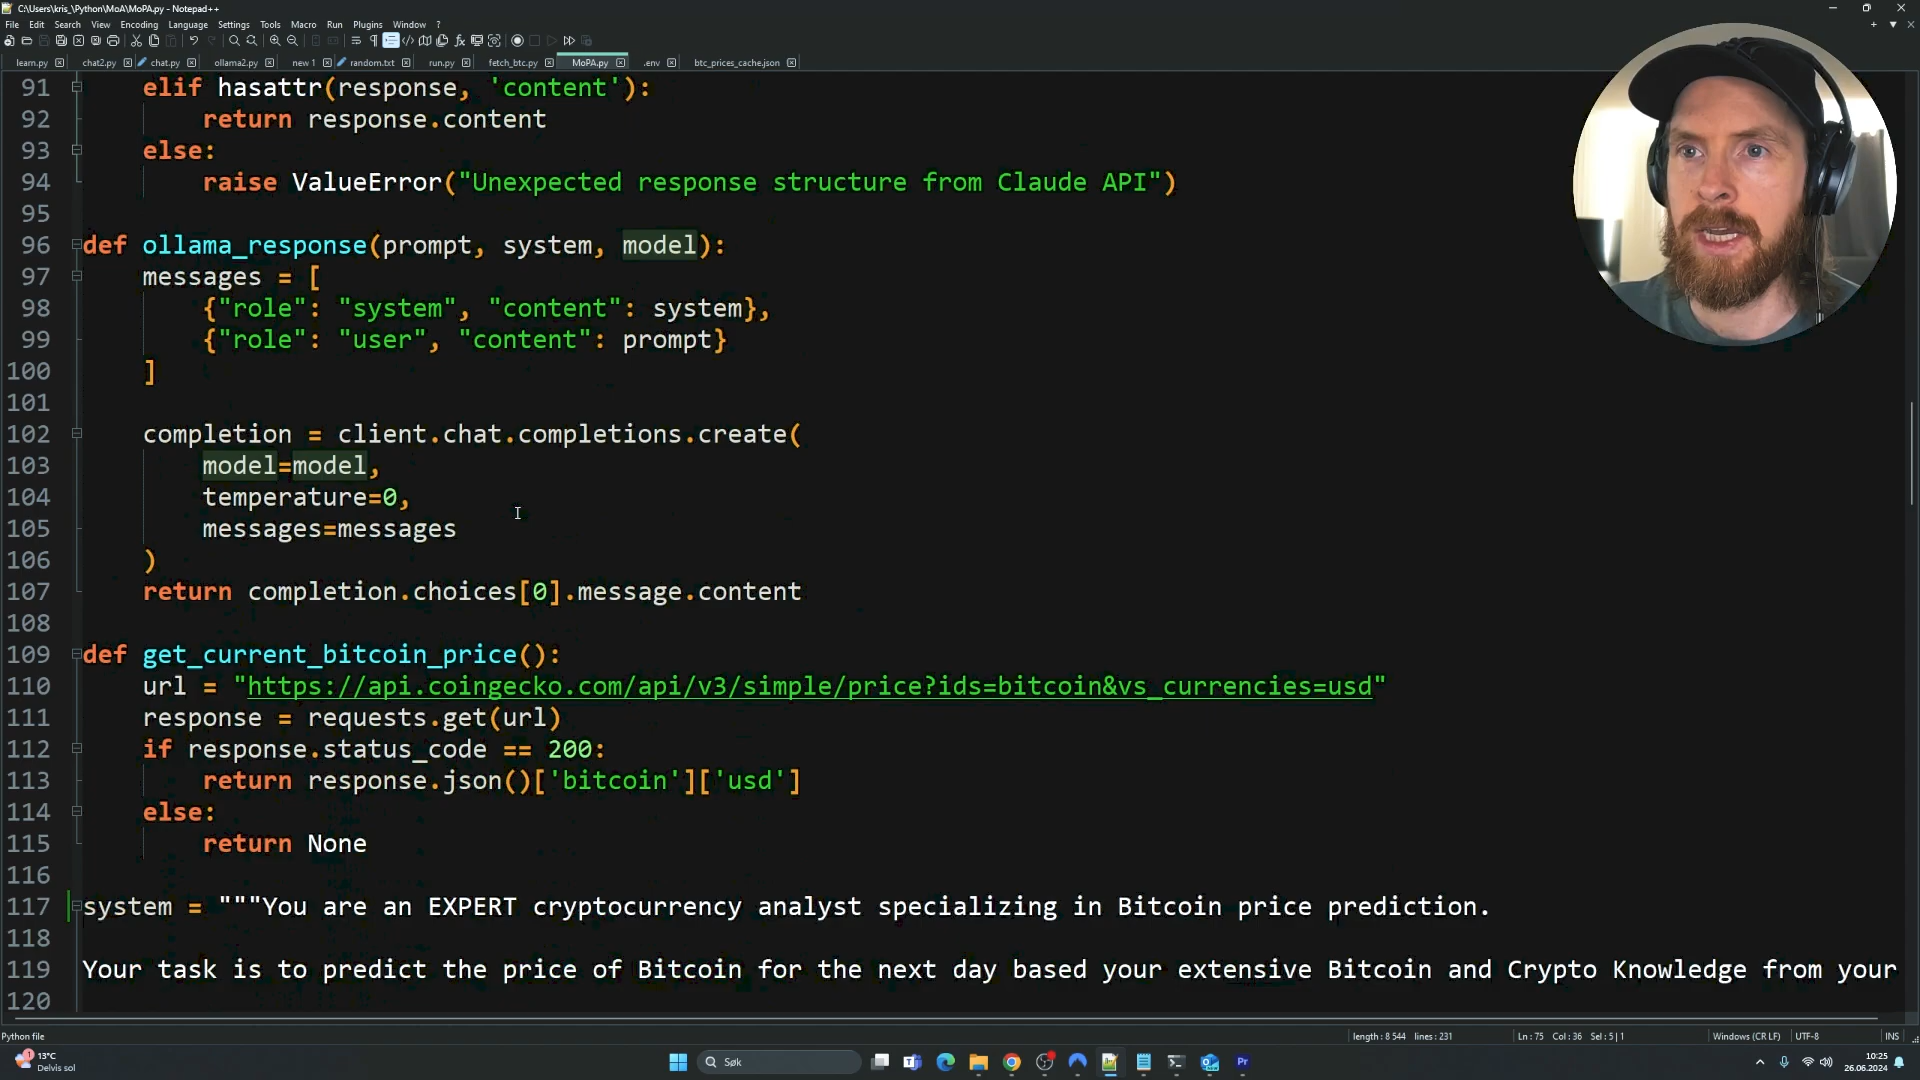 C:\Users\kris_\Python\MoA\MoPA.py - Notepad++
File Edit Search View Encoding Language Settings Tools Macro Run Plugins Window ?
learn.py chat2.py chat.py ollama2.py new 1 random.txt run.py fetch_btc.py MoPA.py .env btc_prices_cache.json
91 elif hasattr(response, 'content'):
92 return response.content
93 else:
94 raise ValueError("Unexpected response structure from Claude API")
95
96 def ollama_response(prompt, system, model):
97 messages = [
98 {"role": "system", "content": system},
99 {"role": "user", "content": prompt}
100 ]
101
102 completion = client.chat.completions.create(
103 model=model,
104 temperature=0,
105 messages=messages
106 )
107 return completion.choices[0].message.content
108
109 def get_current_bitcoin_price():
110 url = "https://api.coingecko.com/api/v3/simple/price?ids=bitcoin&vs_currencies=usd"
111 response = requests.get(url)
112 if response.status_code == 200:
113 return response.json()['bitcoin']['usd']
114 else:
115 return None
116
117 system = """You are an EXPERT cryptocurrency analyst specializing in Bitcoin price prediction.
118
119 Your task is to predict the price of Bitcoin for the next day based your extensive Bitcoin and Crypto Knowledge from your
120
Python file length : 8 544 lines : 231 Ln : 75 Col : 36 Sel : 5 | 1 Windows (CR LF) UTF-8 INS
1 13°C
Delvis sol
Søk
Pr
10:25
26.06.2024